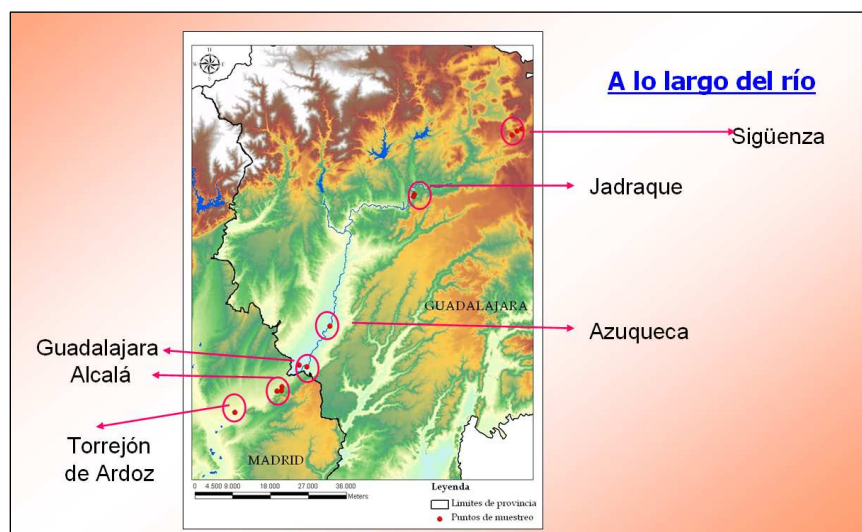 A lo largo del río
Sigüenza
Jadraque
GUADALAJARA
Azuqueca
Guadalajara
Alcalá
Torrejón
de Ardoz
MADRID
0 4.500 9.000 18.000 27.000 36.000
Meters
Leyenda
Limites de provincia
Puntos de muestreo